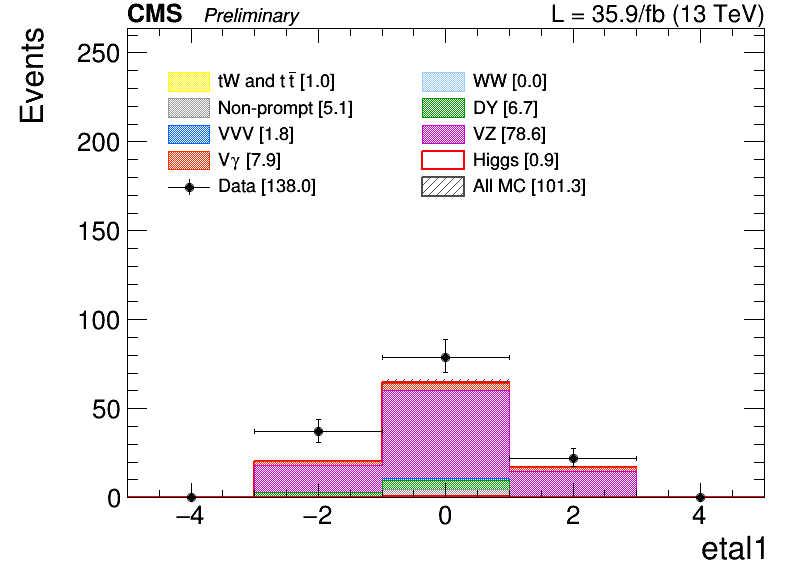 CMS Preliminary L = 35.9/fb (13 TeV)
Events
250
200
150
100
50
0
tW and t t̅ [1.0] WW [0.0]
Non-prompt [5.1] DY [6.7]
VVV [1.8] VZ [78.6]
Vγ [7.9] Higgs [0.9]
Data [138.0] All MC [101.3]
−4 −2 0 2 4
etal1